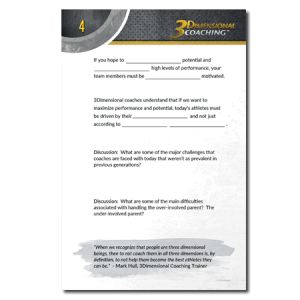 4
3DIMENSIONAL
COACHING™
If you hope to ____________ potential and
____________ high levels of performance, your
team members must be ____________ motivated.
3Dimensional coaches understand that if we want to
maximize performance and potential, today's athletes must
be driven by their ____________ and not just
according to ____________ ____________.
Discussion: What are some of the major challenges that
coaches are faced with today that weren't as prevalent in
previous generations?
Discussion: What are some of the main difficulties
associated with handling the over-involved parent? The
under-involved parent?
"When we recognize that people are three dimensional
beings, then to not coach them in all three dimensions is, by
definition, to not help them become the best athletes they
can be." - Mark Hull, 3Dimensional Coaching Trainer